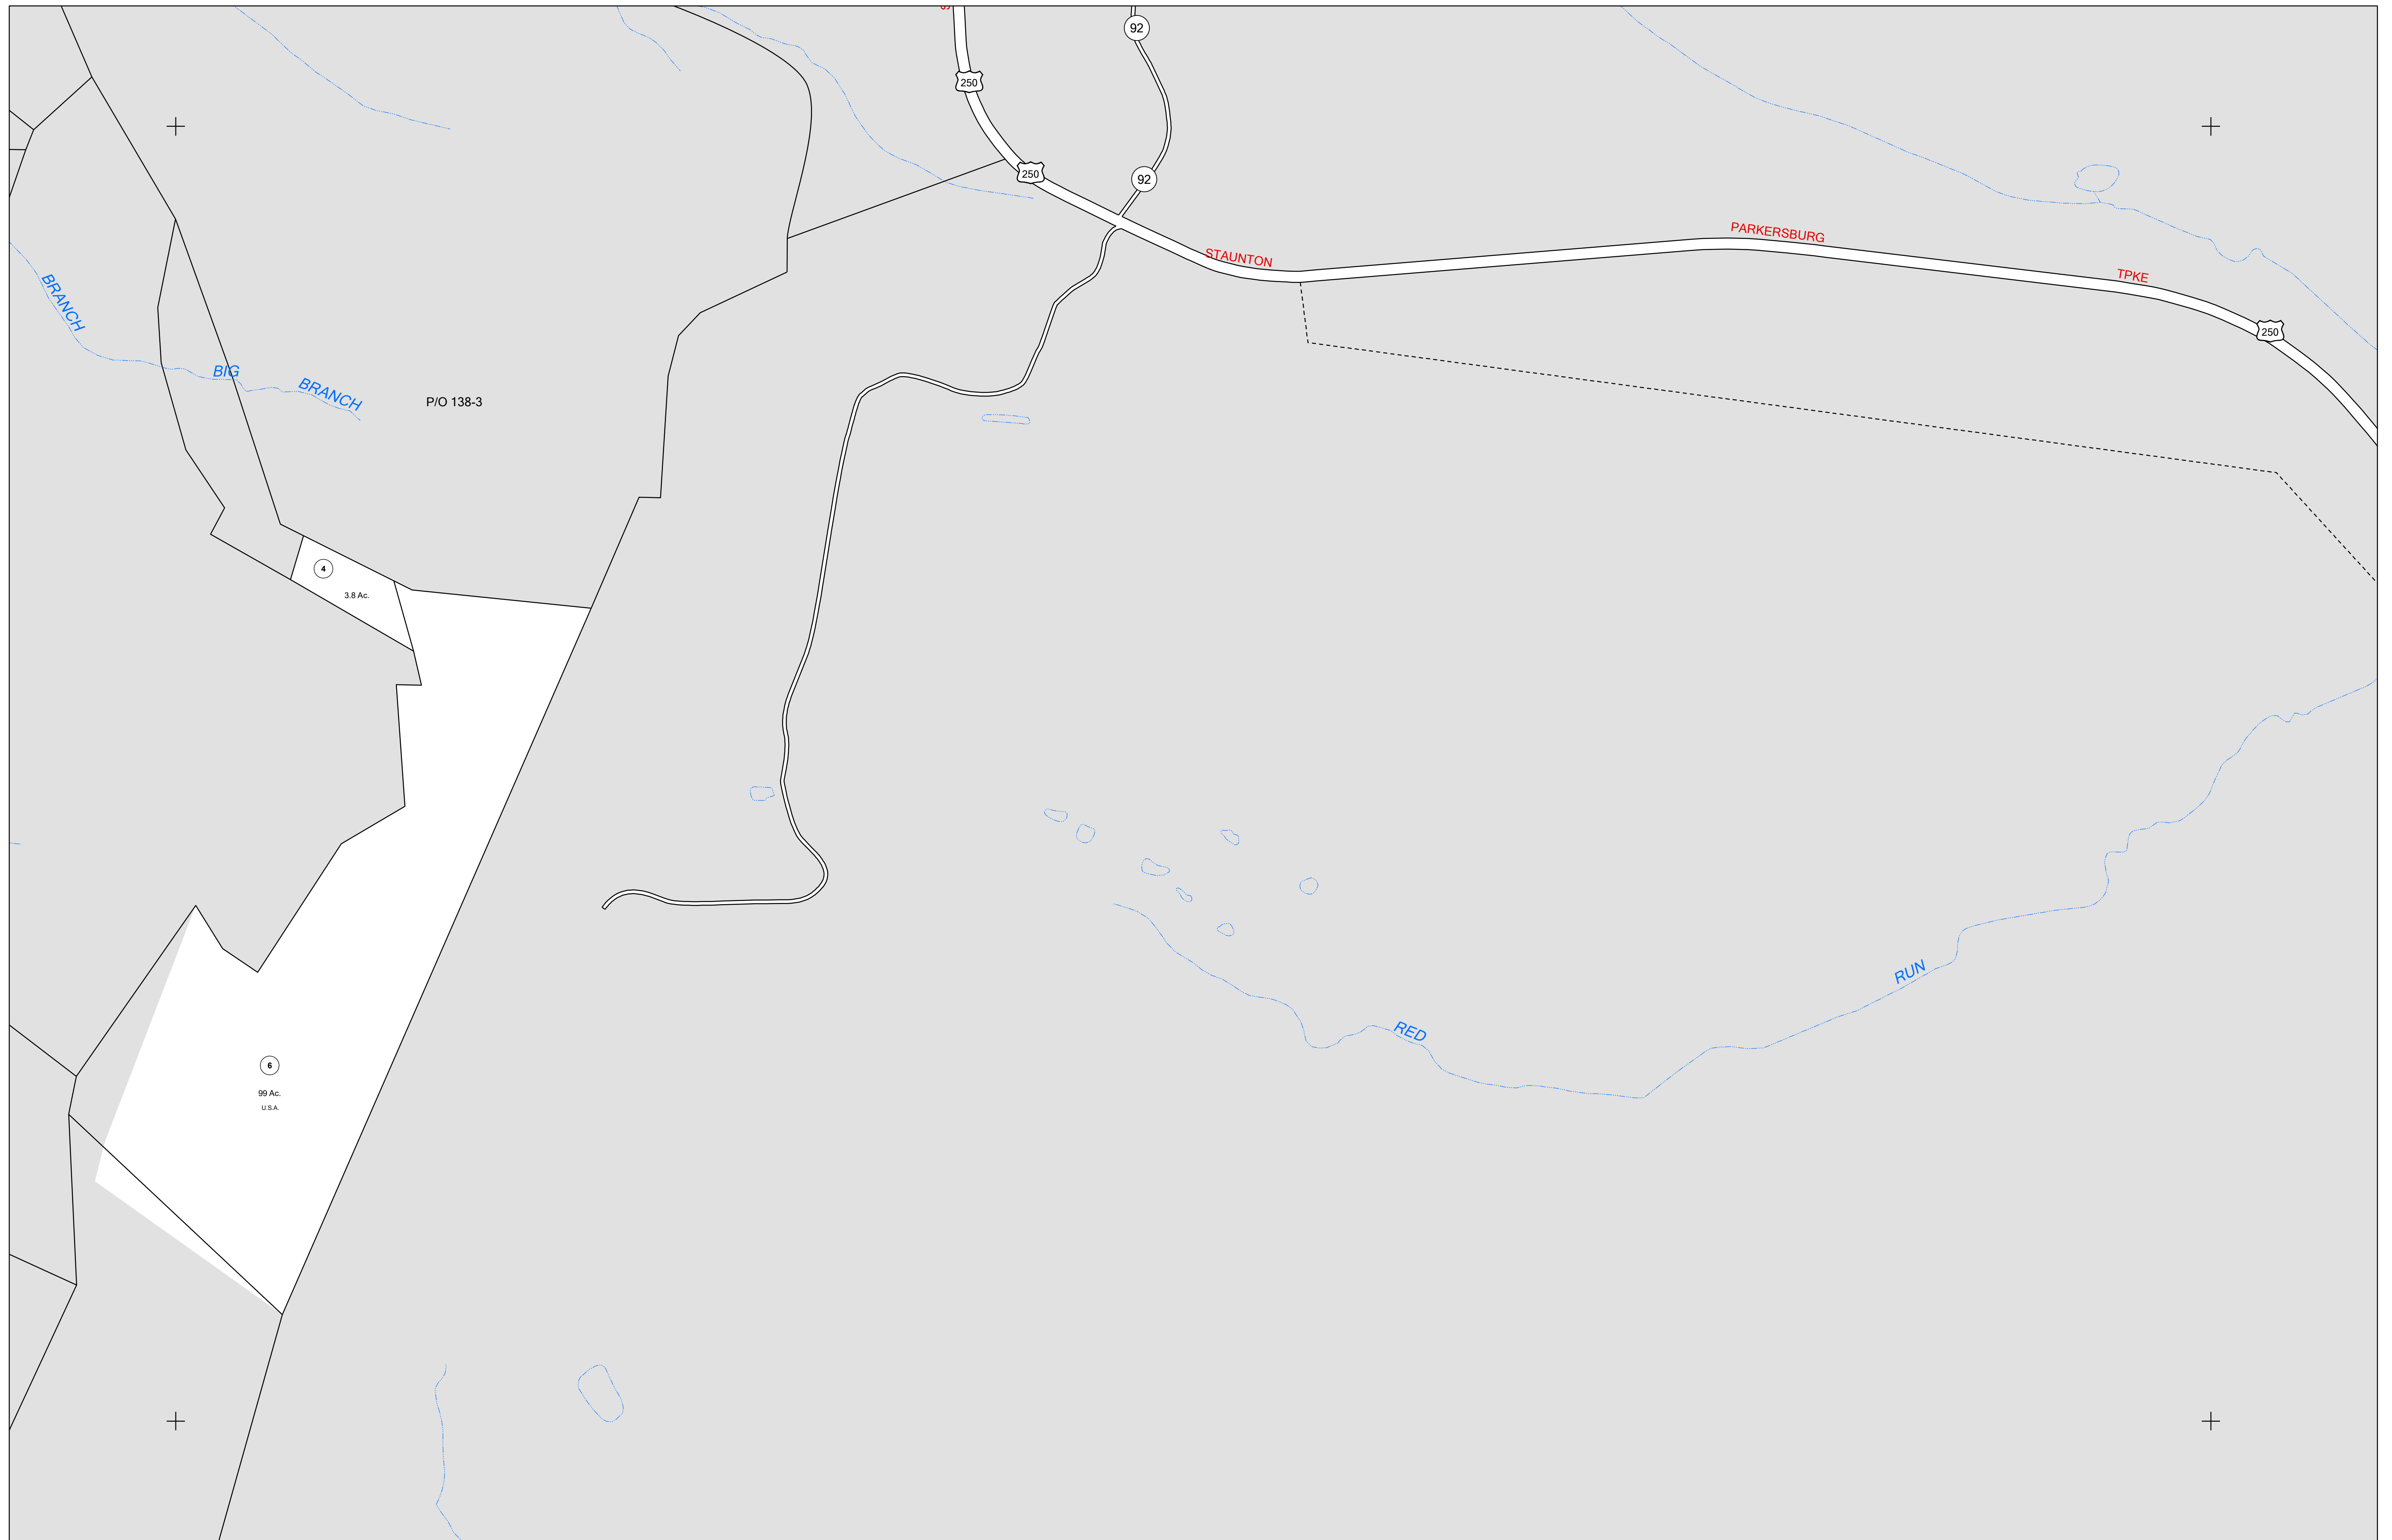 92
250
92
250
STAUNTON
PARKERSBURG
TPKE
250
BRANCH
BIG
BRANCH
P/O 138-3
4
3.8 Ac.
RUN
RED
6
99 Ac.
U.S.A.